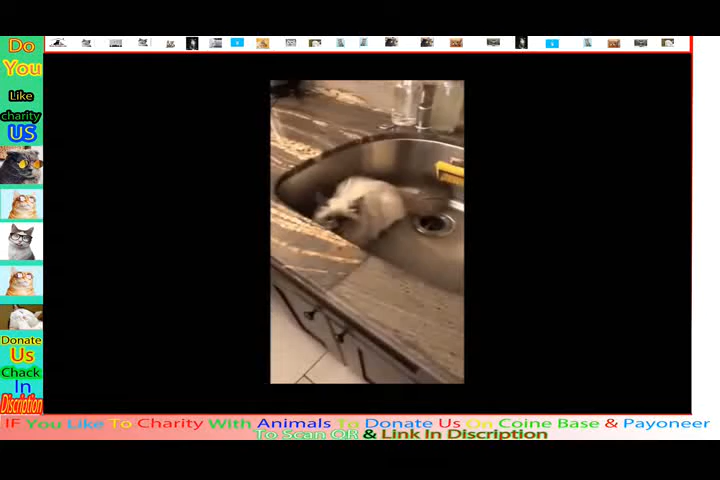 Do
You
Like
charity
US
Donate
Us
Chack
In
Discription
IF You Like To Charity With Animals To Donate Us On Coine Base & Payoneer
To Scan QR & Link In Discription